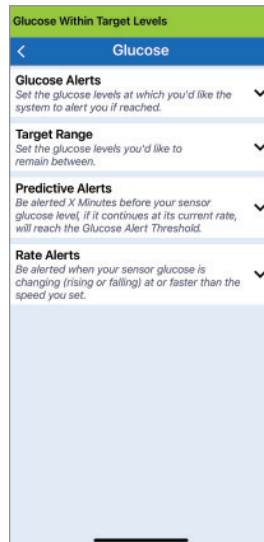 Glucose Within Target Levels
Glucose
Glucose Alerts
Set the glucose levels at which you'd like the
system to alert you if reached.
Target Range
Set the glucose levels you'd like to
remain between.
Predictive Alerts
Be alerted X Minutes before your sensor
glucose level, if it continues at its current rate,
will reach the Glucose Alert Threshold.
Rate Alerts
Be alerted when your sensor glucose is
changing (rising or falling) at or faster than the
speed you set.